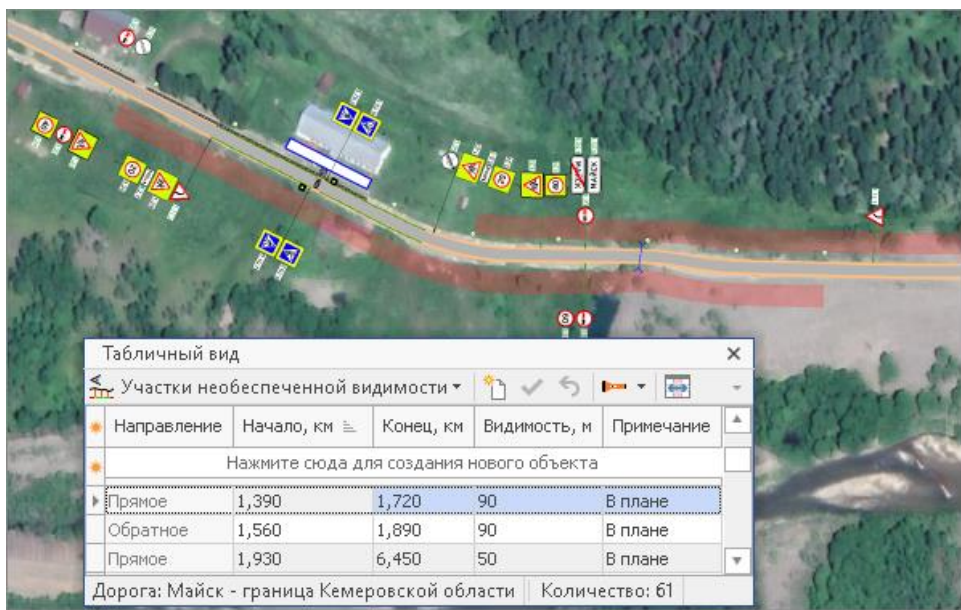 УРТИ
МАЙСК
Табличный вид
Участки необеспеченной видимости
Направление Начало, км Конец, км Видимость, м Примечание
Нажмите сюда для создания нового объекта
Прямое 1,390 1,720 90 В плане
Обратное 1,560 1,890 90 В плане
Прямое 1,930 6,450 50 В плане
Дорога: Майск - граница Кемеровской области Количество: 61